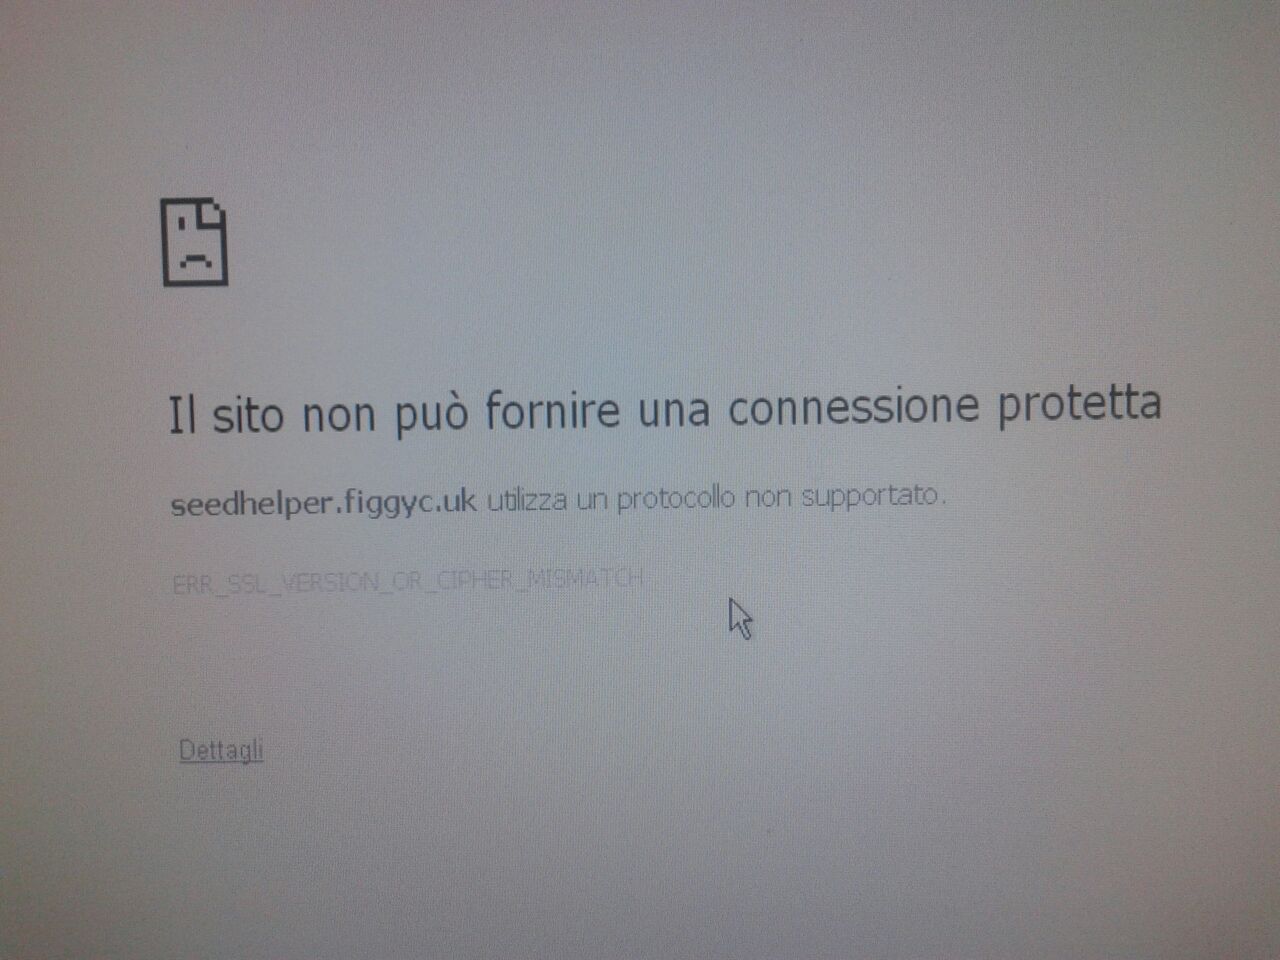 Il sito non può fornire una connessione protetta
seedhelper.figgyc.uk utilizza un protocollo non supportato.
ERR_SSL_VERSION_OR_CIPHER_MISMATCH
Dettagli